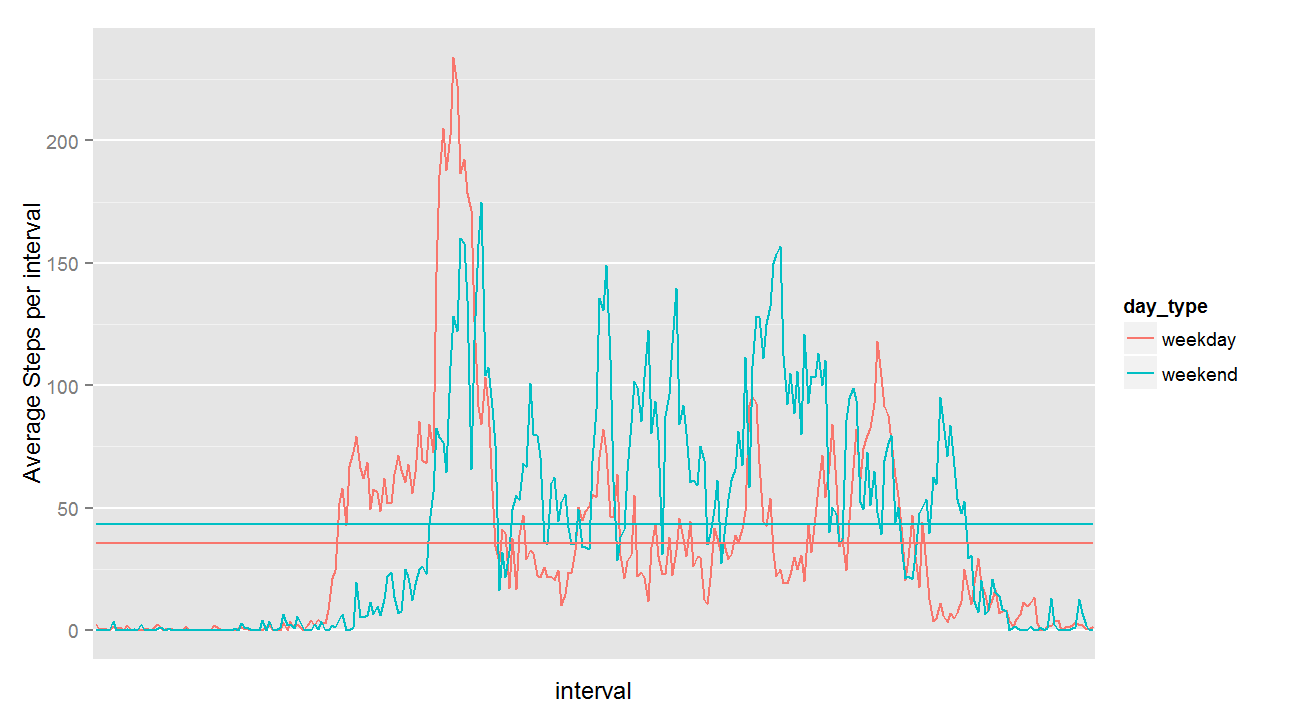 Average Steps per interval
200
150
100
50
0
interval
day_type
weekday
weekend